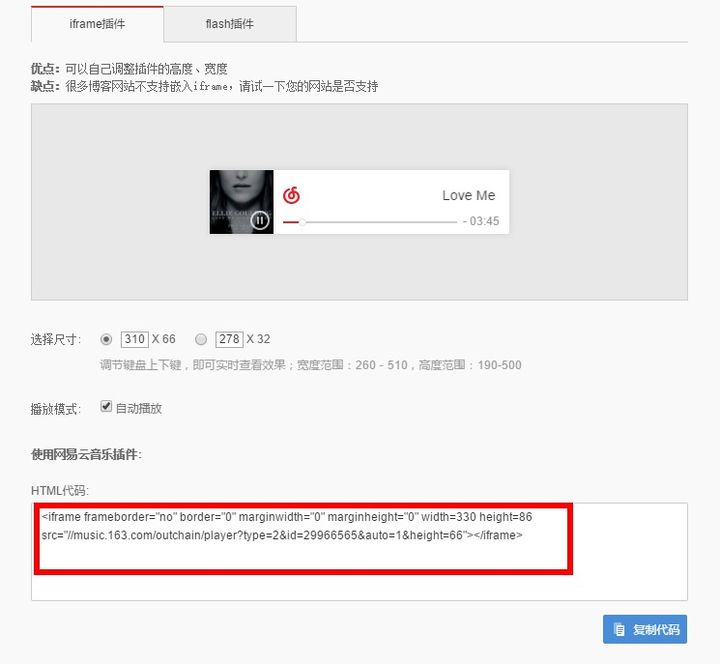 iframe插件
flash插件
优点：可以自己调整插件的高度、宽度
缺点：很多博客网站不支持嵌入iframe，请试一下您的网站是否支持
Love Me
- 03:45
选择尺寸： 310 X 66 278 X 32
调节键盘上下键，即可实时查看效果；宽度范围：260 - 510，高度范围：190-500
播放模式： 自动播放
使用网易云音乐插件:
HTML代码:
<iframe frameborder="no" border="0" marginwidth="0" marginheight="0" width=330 height=86
src="//music.163.com/outchain/player?type=2&id=29966565&auto=1&height=66"></iframe>
复制代码